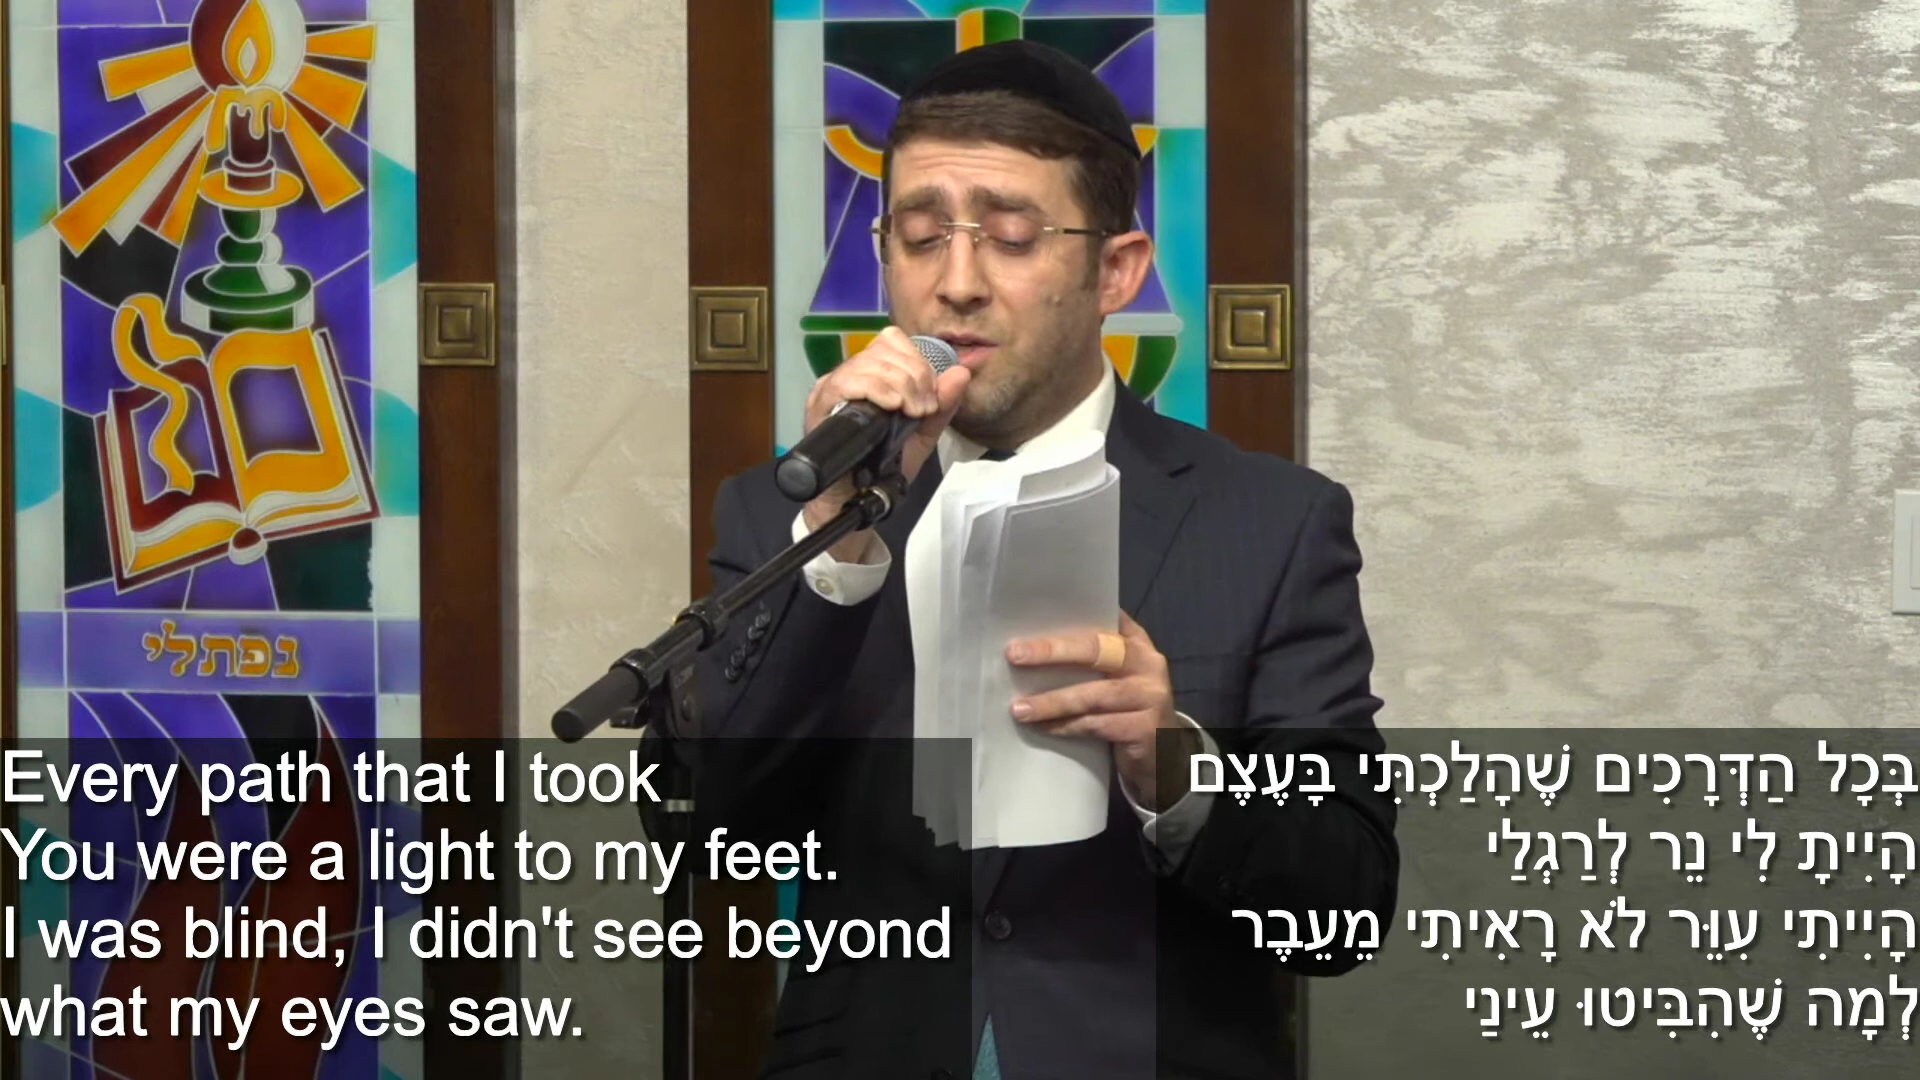 נפתלי
Every path that I took
You were a light to my feet.
I was blind, I didn't see beyond
what my eyes saw.
בְּכָל הַדְּרָכִים שֶׁהָלַכְתִּי בָּעֶצֶם
הָיִיתָ לִי נֵר לְרַגְלַי
הָיִיתִי עִוֵּר לֹא רָאִיתִי מֵעֵבֶר
לְמָה שֶׁהִבִּיטוּ עֵינַי